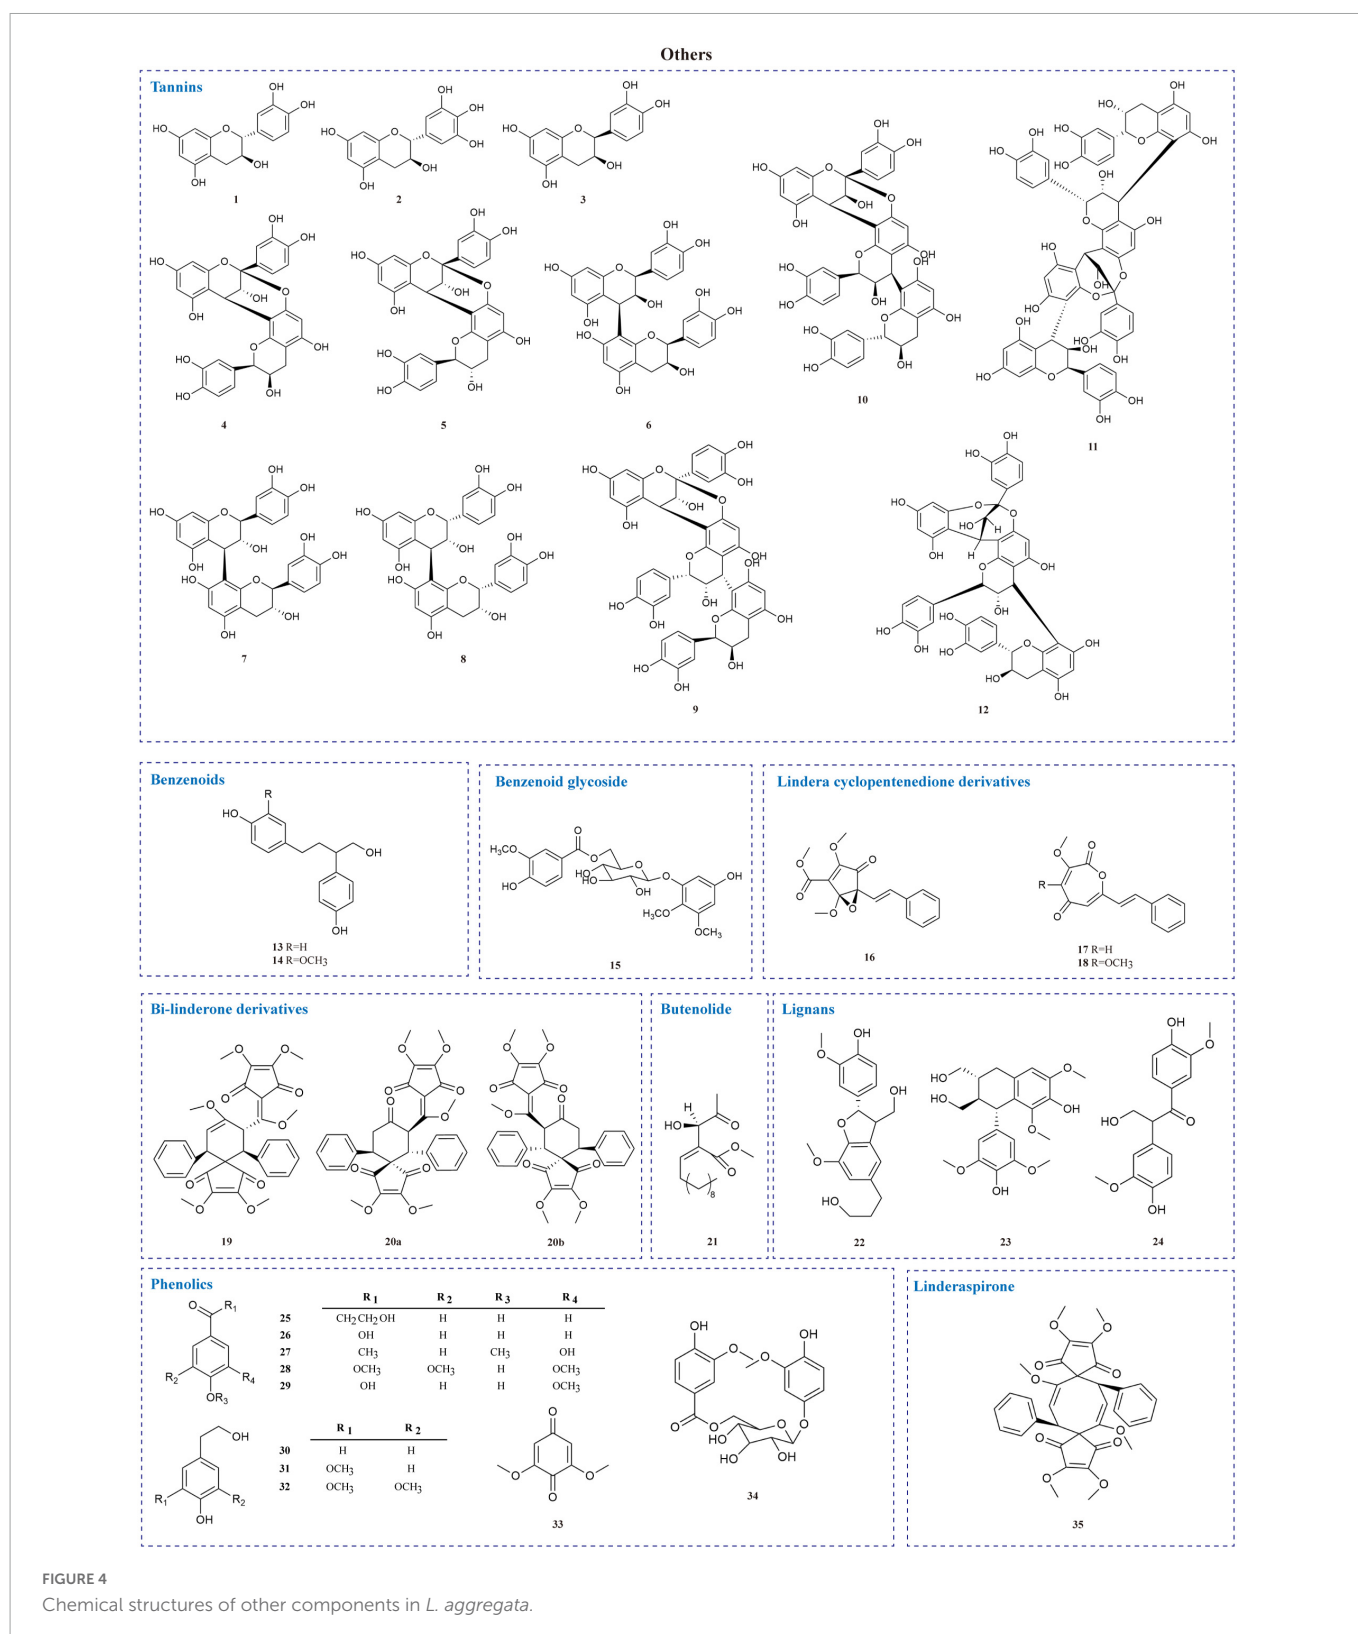 Others
Tannins
1
2
3
4
5
6
7
8
9
10
11
12
Benzenoids
13 R=H
14 R=OCH3
Benzenoid glycoside
15
Lindera cyclopentenedione derivatives
16
17 R=H
18 R=OCH3
Bi-linderone derivatives
19
20a
20b
Butenolide
21
Lignans
22
23
24
Phenolics
R1 R2 R3 R4
25 CH2CH2OH H H H
26 OH H H H
27 CH3 H CH3 OH
28 OCH3 OCH3 H OCH3
29 OH H H OCH3
R1 R2
30 H H
31 OCH3 H
32 OCH3 OCH3
33
34
Linderaspirone
35
FIGURE 4
Chemical structures of other components in L. aggregata.